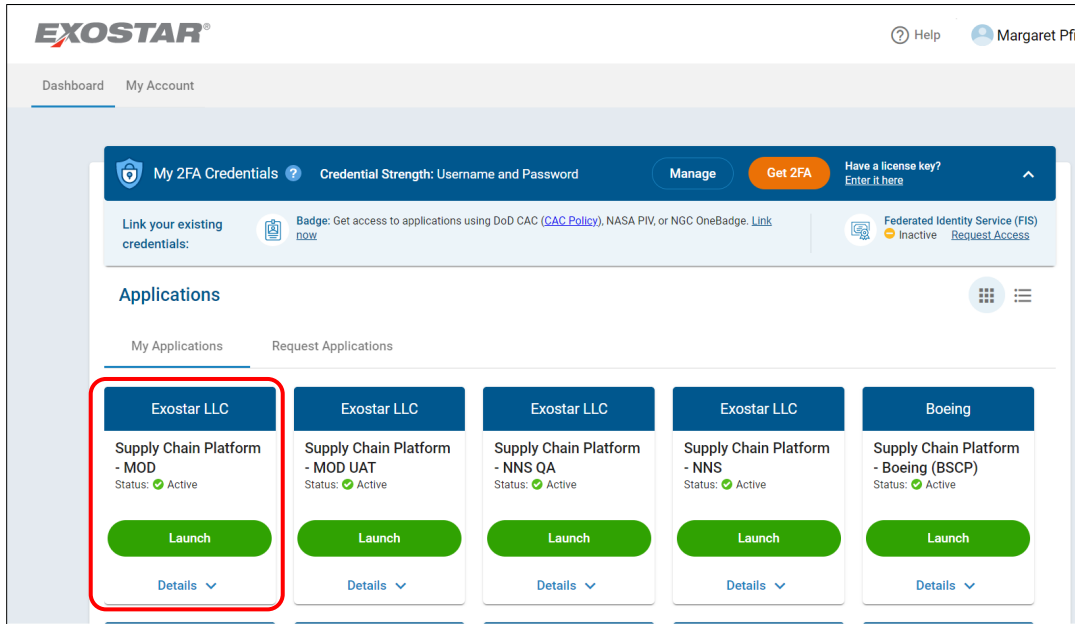 EXOSTAR®
Help
Margaret Pfi
Dashboard
My Account
My 2FA Credentials ?
Credential Strength: Username and Password
Manage
Get 2FA
Have a license key?
Enter it here
Link your existing
credentials:
Badge: Get access to applications using DoD CAC (CAC Policy), NASA PIV, or NGC OneBadge. Link
now
Federated Identity Service (FIS)
Inactive Request Access
Applications
My Applications
Request Applications
Exostar LLC
Supply Chain Platform
- MOD
Status: Active
Launch
Details
Exostar LLC
Supply Chain Platform
- MOD UAT
Status: Active
Launch
Details
Exostar LLC
Supply Chain Platform
- NNS QA
Status: Active
Launch
Details
Exostar LLC
Supply Chain Platform
- NNS
Status: Active
Launch
Details
Boeing
Supply Chain Platform
- Boeing (BSCP)
Status: Active
Launch
Details